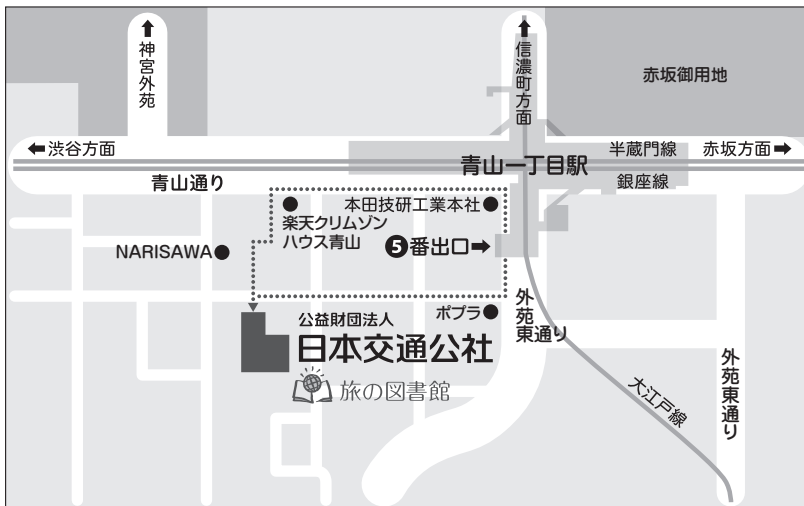 ↑神宮外苑
↑信濃町方面
赤坂御用地
←渋谷方面
半蔵門線
赤坂方面→
青山一丁目駅
青山通り
銀座線
本田技研工業本社●
●楽天クリムゾン
ハウス青山
NARISAWA●
❺番出口→
公益財団法人
日本交通公社
旅の図書館
ポプラ●
外苑
東通り
大江戸線
外苑東通り